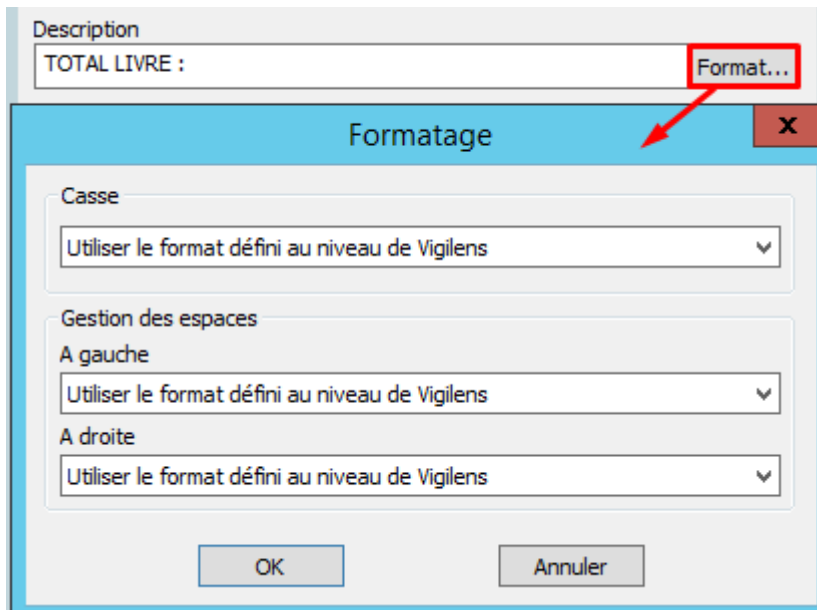 Description
TOTAL LIVRE :
Format...
Formatage
x
Casse
Utiliser le format défini au niveau de Vigilens
Gestion des espaces
A gauche
Utiliser le format défini au niveau de Vigilens
A droite
Utiliser le format défini au niveau de Vigilens
OK
Annuler